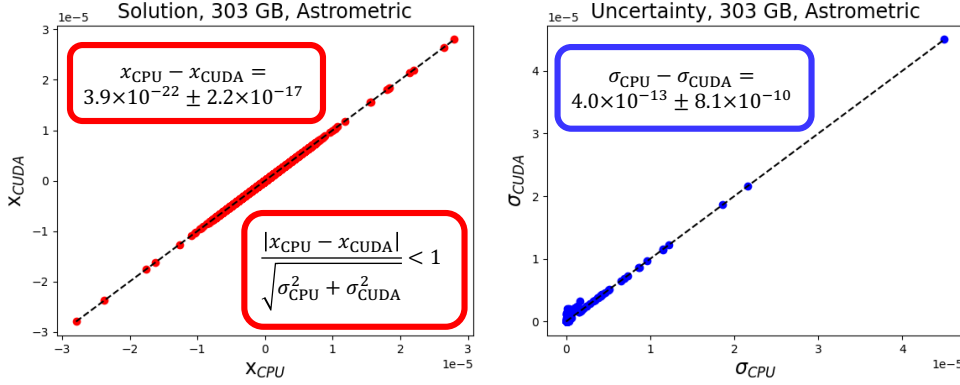 Solution, 303 GB, Astrometric
1e−5
3
2
1
0
−1
−2
−3
x_CUDA
x_CPU − x_CUDA =
3.9×10⁻²² ± 2.2×10⁻¹⁷
|x_CPU − x_CUDA|
√(σ²_CPU + σ²_CUDA)
< 1
−3
−2
−1
0
1
2
3
1e−5
x_CPU
Uncertainty, 303 GB, Astrometric
1e−5
4
3
2
1
0
σ_CUDA
σ_CPU − σ_CUDA =
4.0×10⁻¹³ ± 8.1×10⁻¹⁰
0
1
2
3
4
1e−5
σ_CPU